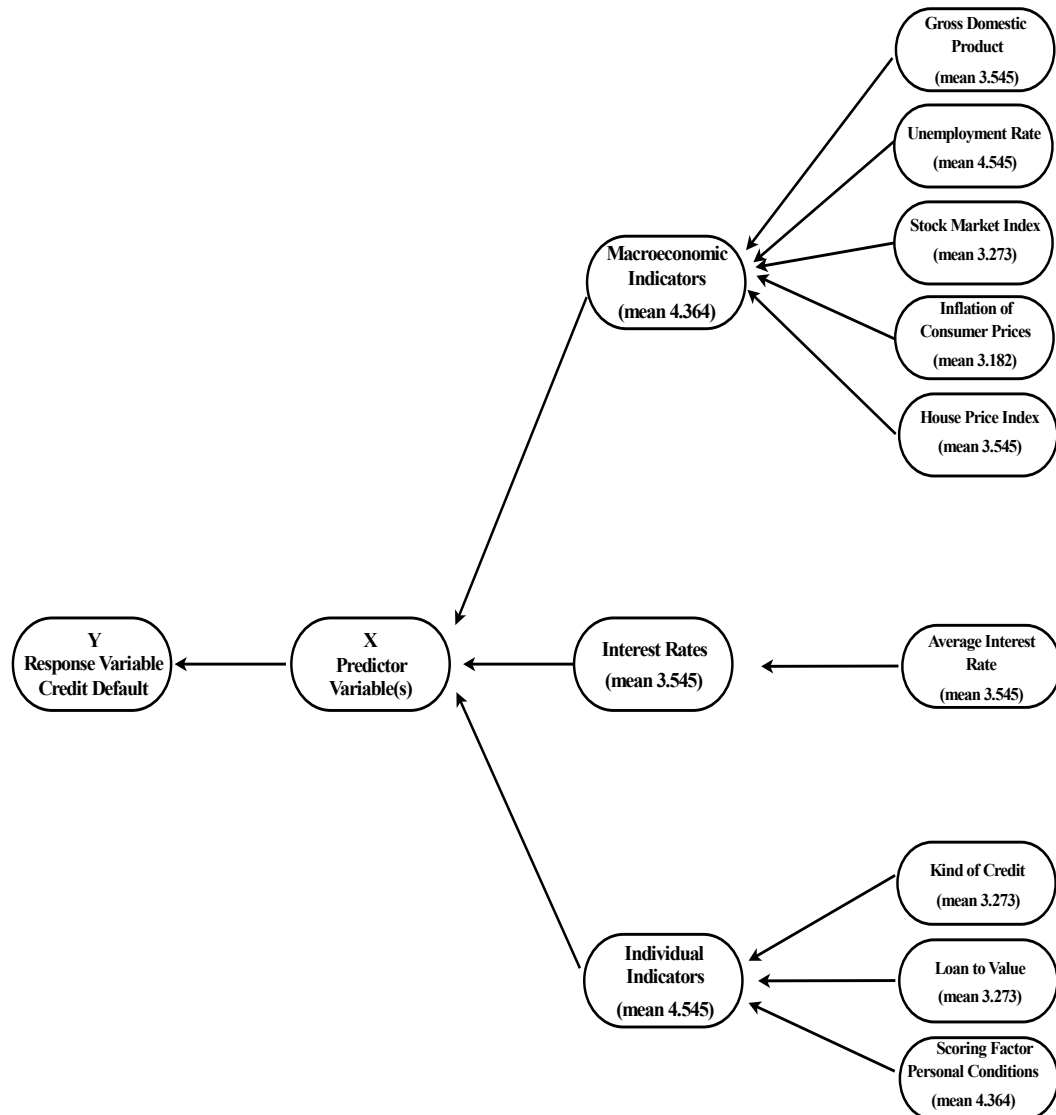 Gross Domestic
Product
(mean 3.545)
Unemployment Rate
(mean 4.545)
Stock Market Index
(mean 3.273)
Inflation of
Consumer Prices
(mean 3.182)
House Price Index
(mean 3.545)
Macroeconomic
Indicators
(mean 4.364)
Y
Response Variable
Credit Default
X
Predictor
Variable(s)
Interest Rates
(mean 3.545)
Average Interest
Rate
(mean 3.545)
Individual
Indicators
(mean 4.545)
Kind of Credit
(mean 3.273)
Loan to Value
(mean 3.273)
Scoring Factor
Personal Conditions
(mean 4.364)